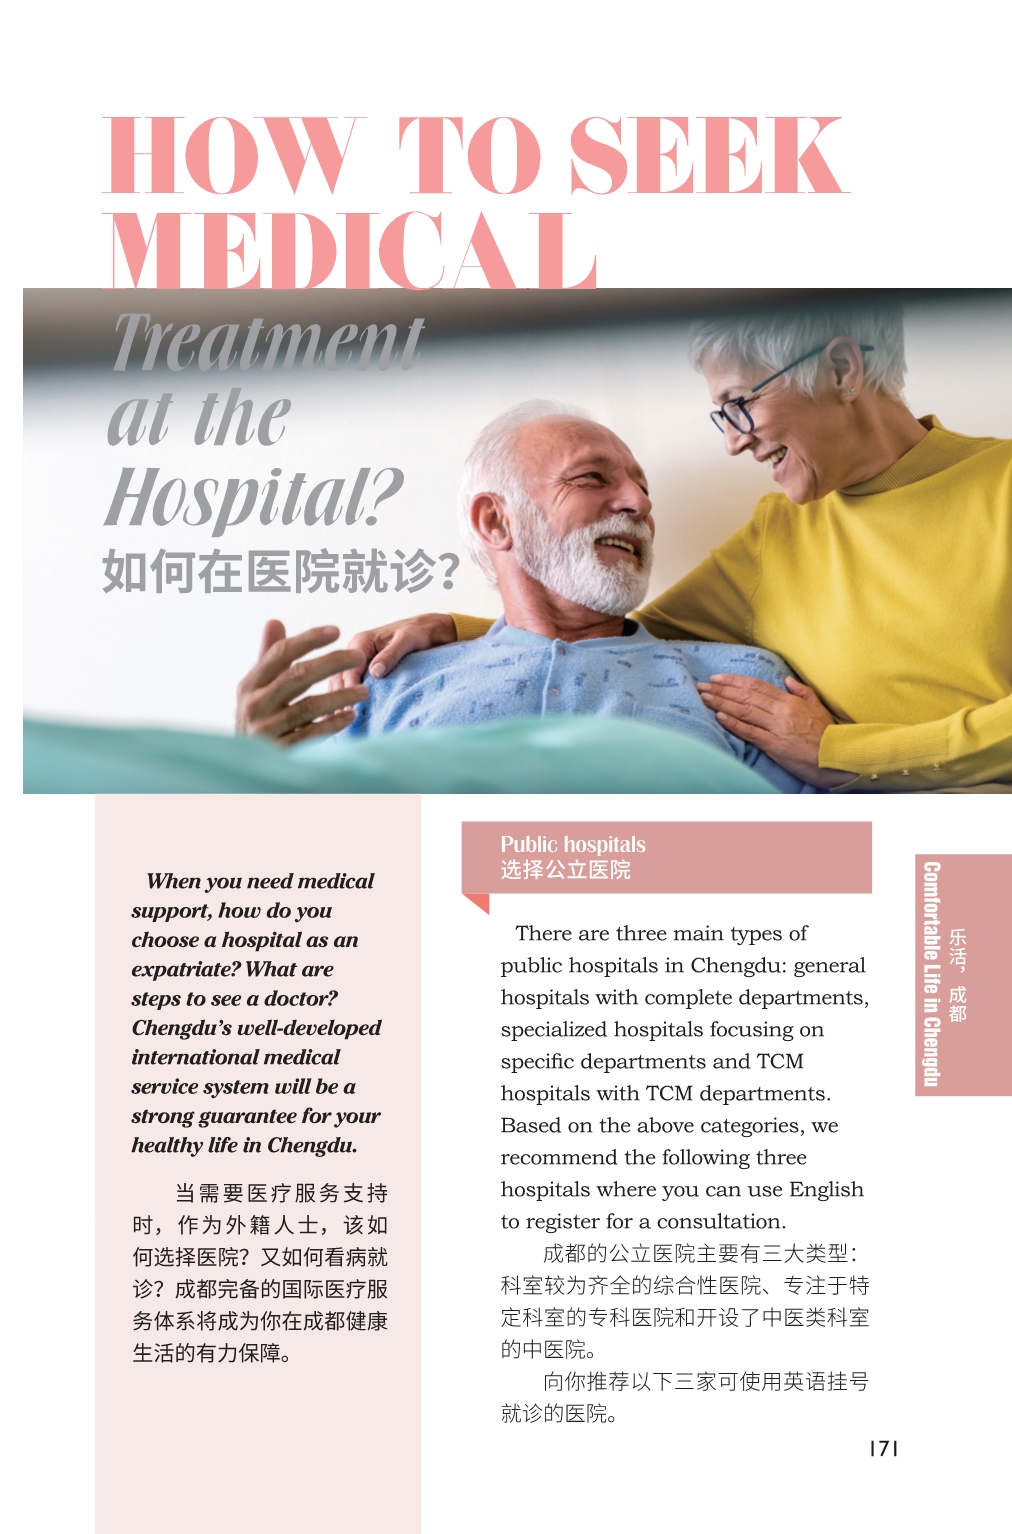 HOW TO SEEK
MEDICAL
Treatment
at the
Hospital?
如何在医院就诊？
When you need medical
support, how do you
choose a hospital as an
expatriate? What are
steps to see a doctor?
Chengdu's well-developed
international medical
service system will be a
strong guarantee for your
healthy life in Chengdu.
当需要医疗服务支持
时，作为外籍人士，该如
何选择医院？又如何看病就
诊？成都完备的国际医疗服
务体系将成为你在成都健康
生活的有力保障。
Public hospitals
选择公立医院
There are three main types of
public hospitals in Chengdu: general
hospitals with complete departments,
specialized hospitals focusing on
specific departments and TCM
hospitals with TCM departments.
Based on the above categories, we
recommend the following three
hospitals where you can use English
to register for a consultation.
成都的公立医院主要有三大类型：
科室较为齐全的综合性医院、专注于特
定科室的专科医院和开设了中医类科室
的中医院。
向你推荐以下三家可使用英语挂号
就诊的医院。
乐活，成都
Comfortable Life in Chengdu
171